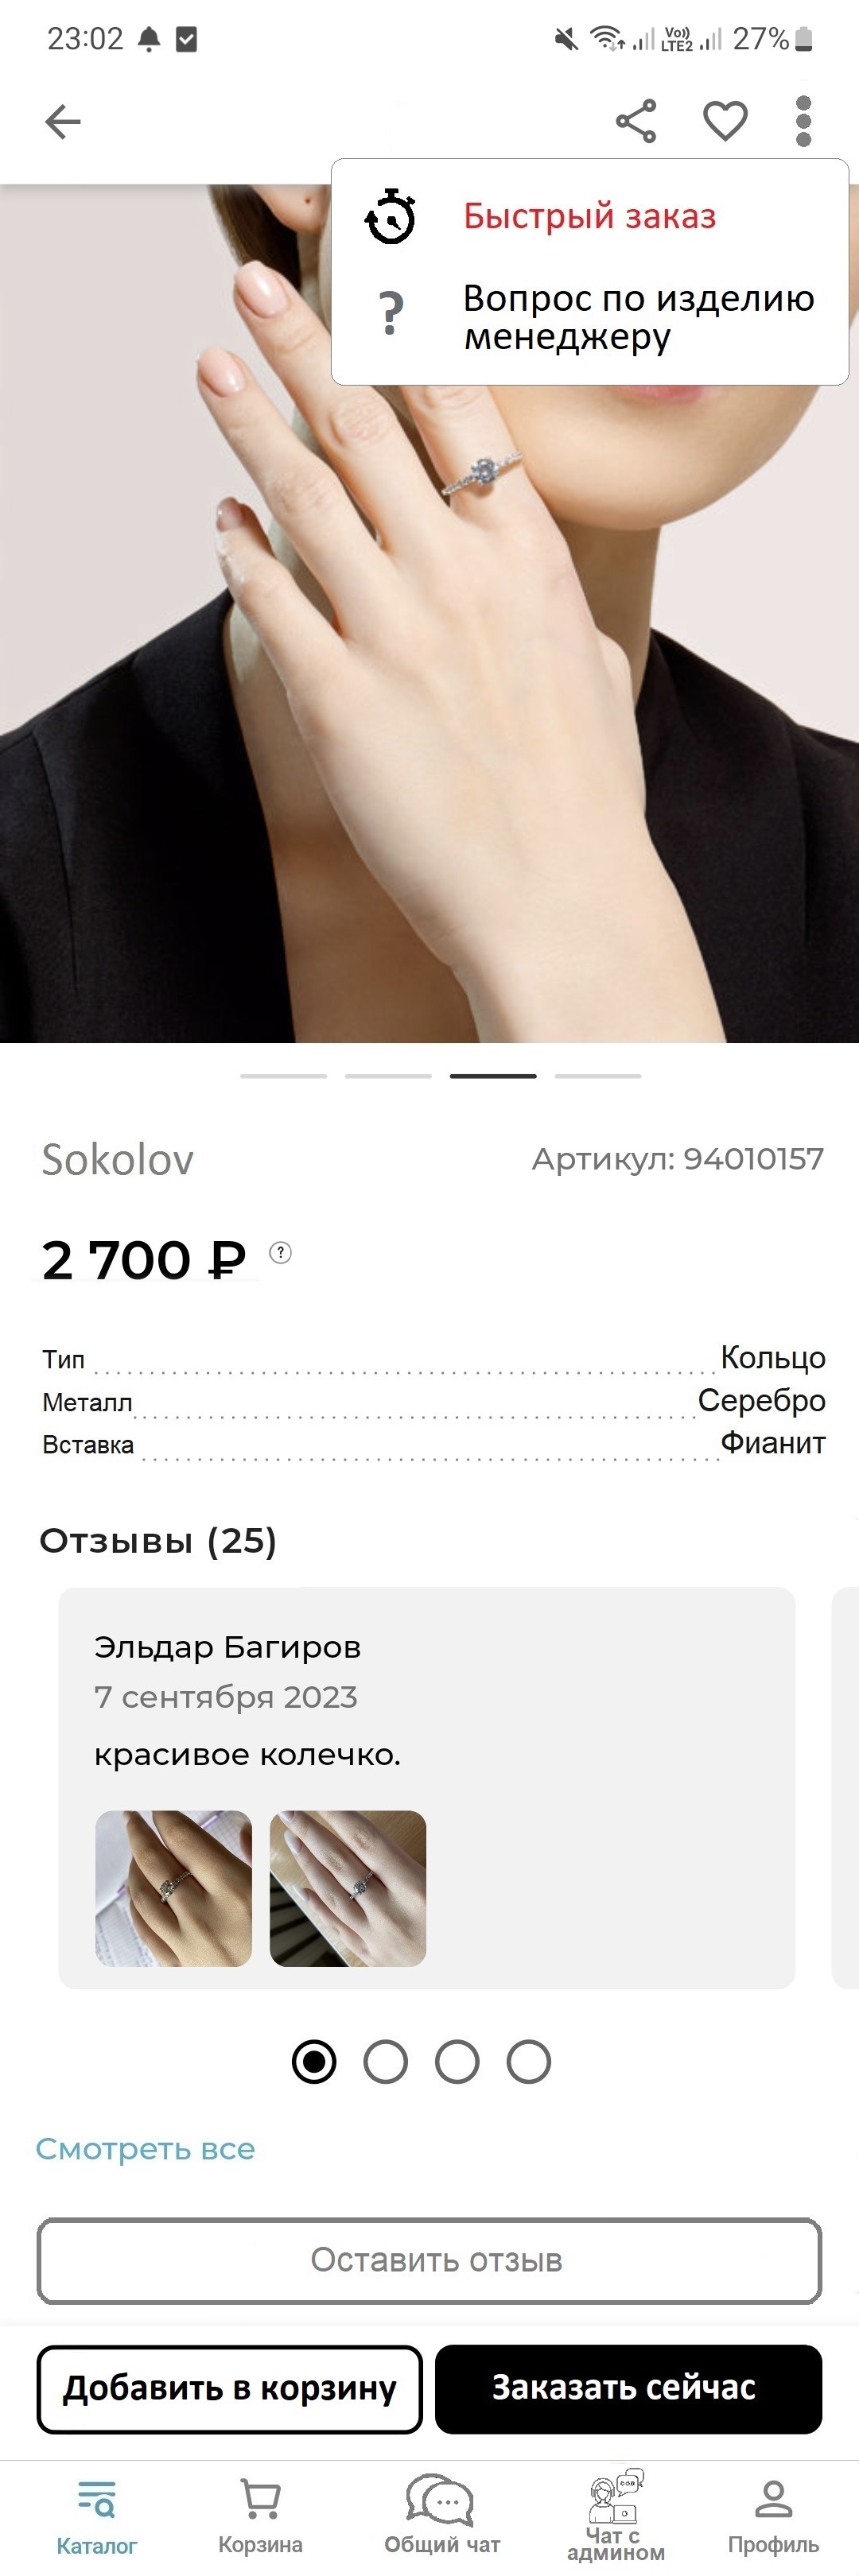 23:02
Vo))
LTE2
27%
Быстрый заказ
?
Вопрос по изделию
менеджеру
Sokolov
Артикул: 94010157
2 700 ₽ ?
Тип Кольцо
Металл Серебро
Вставка Фианит
Отзывы (25)
Эльдар Багиров
7 сентября 2023
красивое колечко.
Смотреть все
Оставить отзыв
Добавить в корзину
Заказать сейчас
Каталог
Корзина
Общий чат
Чат с
админом
Профиль